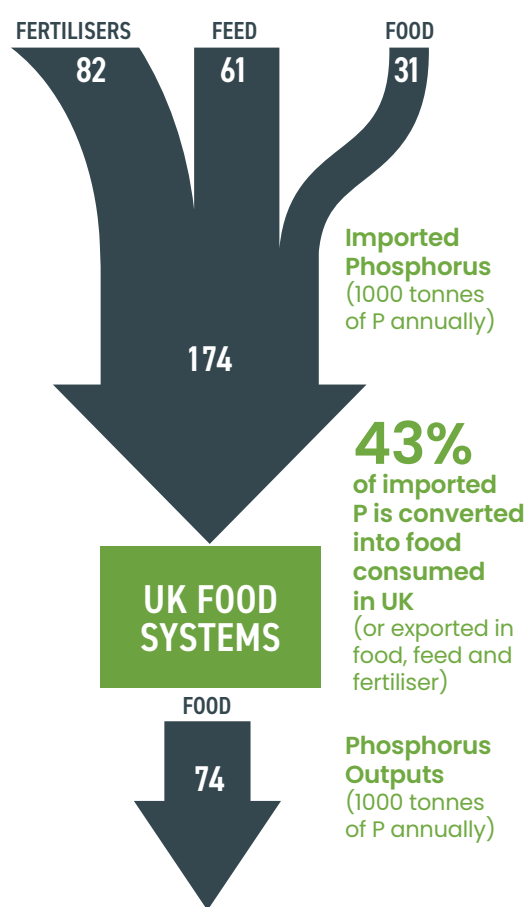 FERTILISERS
FEED
FOOD
82
61
31
Imported
Phosphorus
(1000 tonnes
of P annually)
174
43%
of imported
P is converted
into food
consumed
in UK
(or exported in
food, feed and
fertiliser)
UK FOOD
SYSTEMS
FOOD
74
Phosphorus
Outputs
(1000 tonnes
of P annually)